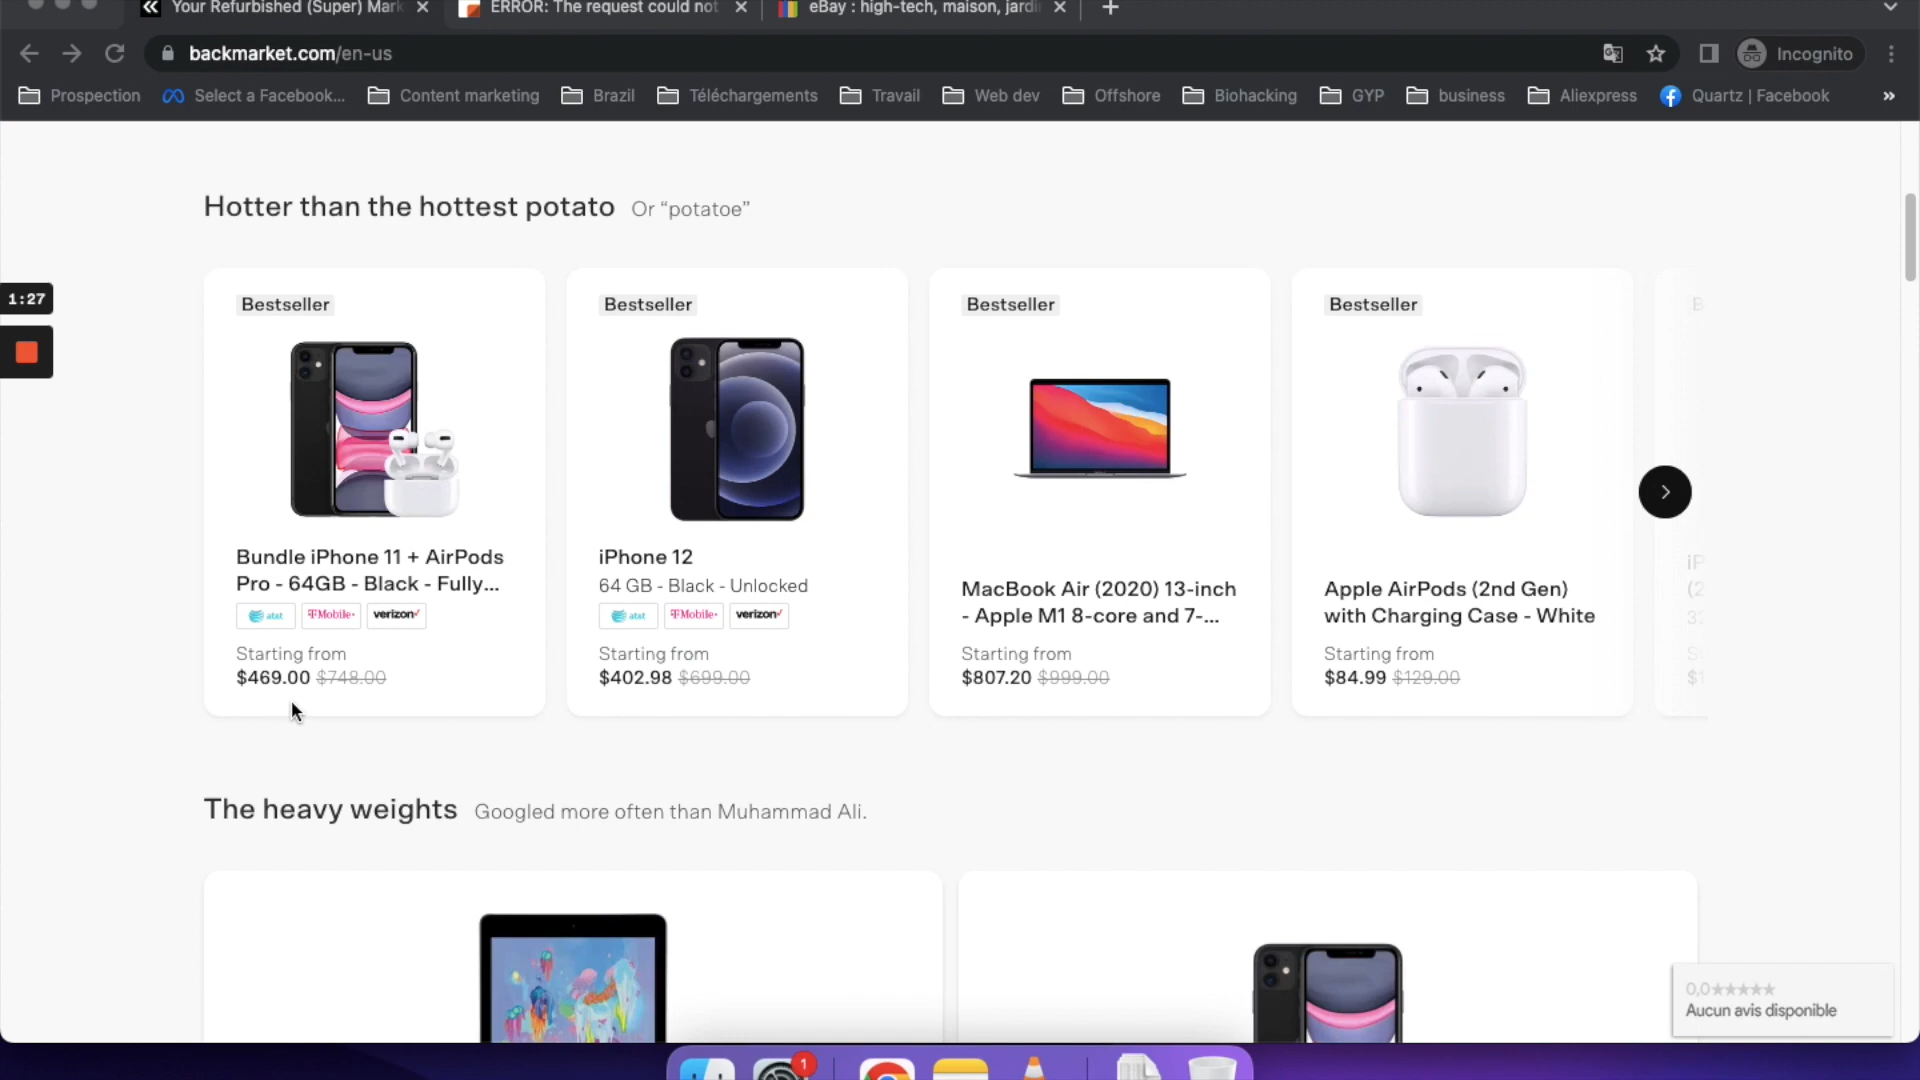 Your Refurbished (Super) Mark
ERROR: The request could not
eBay : high-tech, maison, jardi
backmarket.com/en-us
Incognito
Prospection
Select a Facebook...
Content marketing
Brazil
Téléchargements
Travail
Web dev
Offshore
Biohacking
GYP
business
Aliexpress
Quartz | Facebook
»
Hotter than the hottest potato Or “potatoe”
1:27
Bestseller
Bundle iPhone 11 + AirPods
Pro - 64GB - Black - Fully...
at&t T Mobile verizon✓
Starting from
$469.00 $748.00
Bestseller
iPhone 12
64 GB - Black - Unlocked
at&t T Mobile verizon✓
Starting from
$402.98 $699.00
Bestseller
MacBook Air (2020) 13-inch
- Apple M1 8-core and 7-...
Starting from
$807.20 $999.00
Bestseller
Apple AirPods (2nd Gen)
with Charging Case - White
Starting from
$84.99 $129.00
B
iP
(2
32
S
$1
The heavy weights Googled more often than Muhammad Ali.
0,0★★★★★
Aucun avis disponible
1